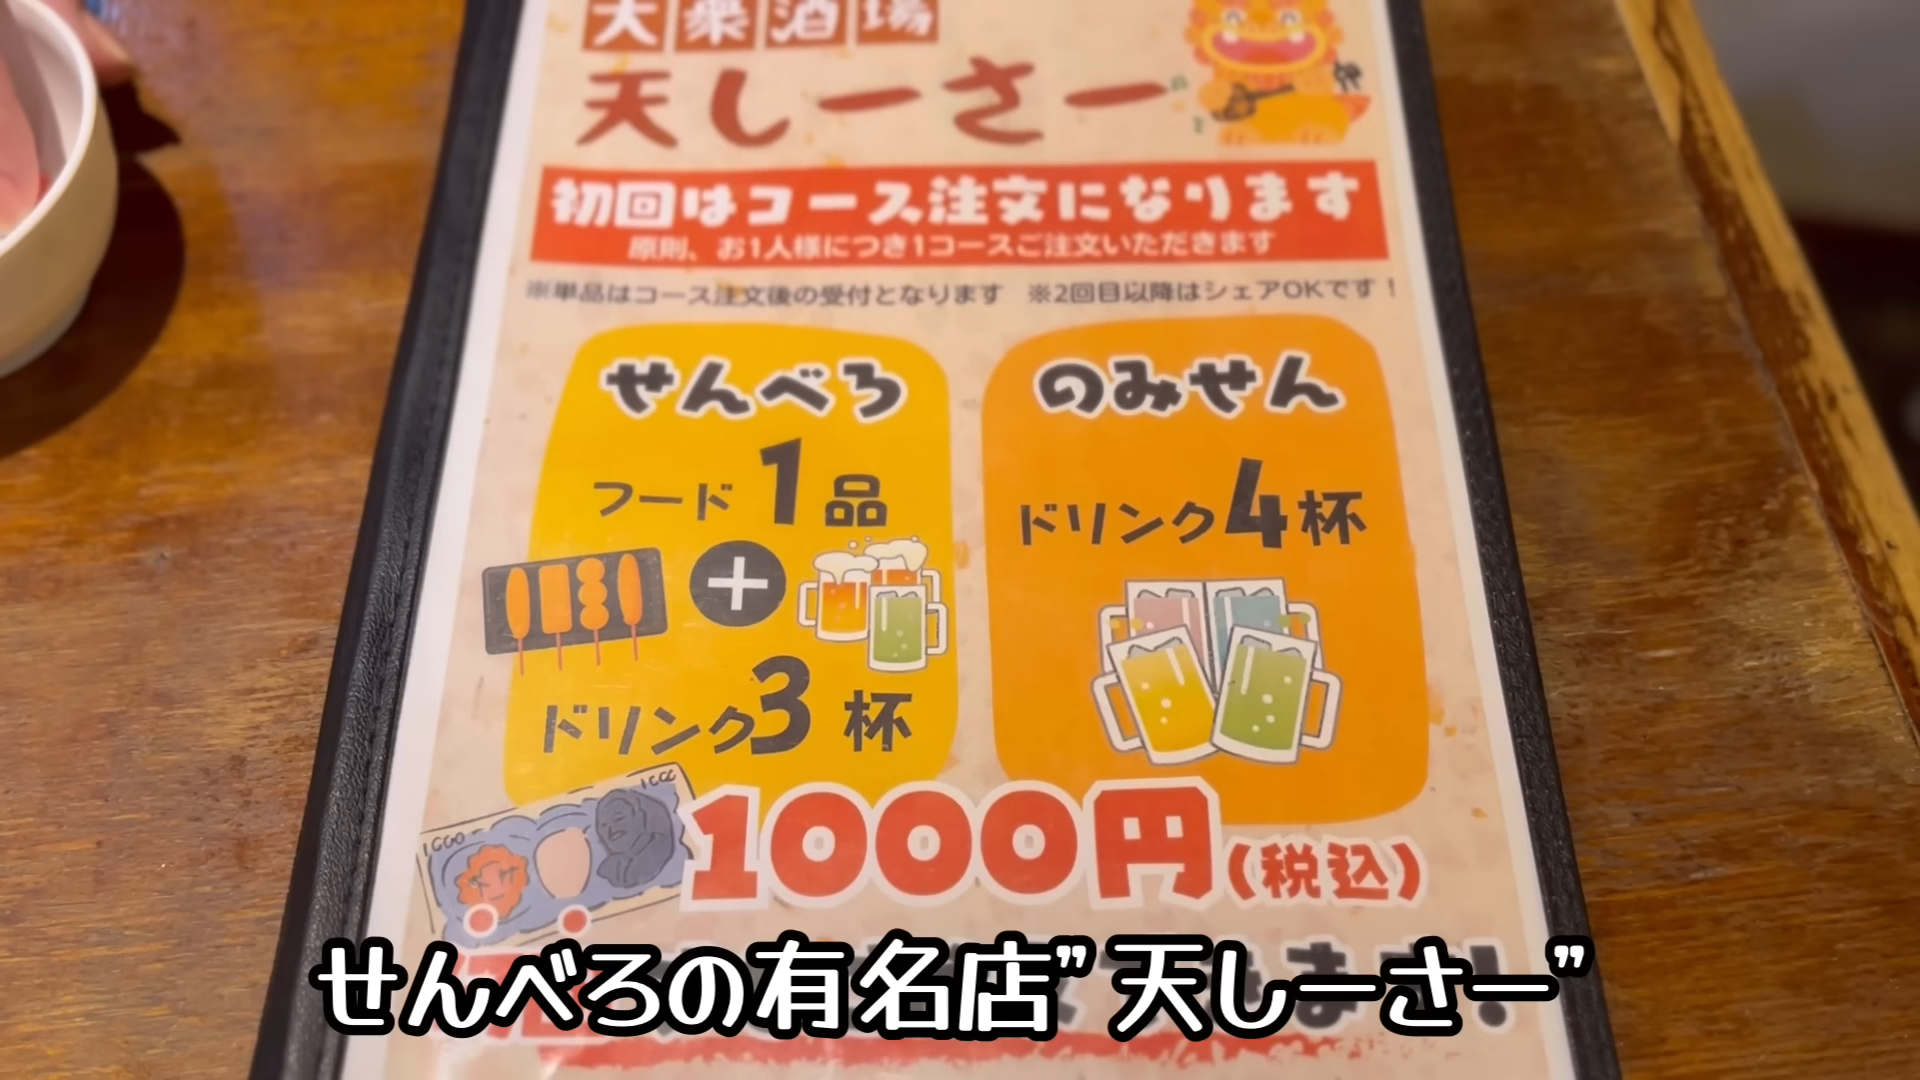 大衆酒場
天しーさー
初回はコース注文になります
原則、お1人様につき1コースご注文いただきます
※単品はコース注文後の受付となります ※2回目以降はシェアOKです！
せんべろ
フード1品
+
ドリンク3杯
のみせん
ドリンク4杯
1000円(税込)
せんべろの有名店”天しーさー”